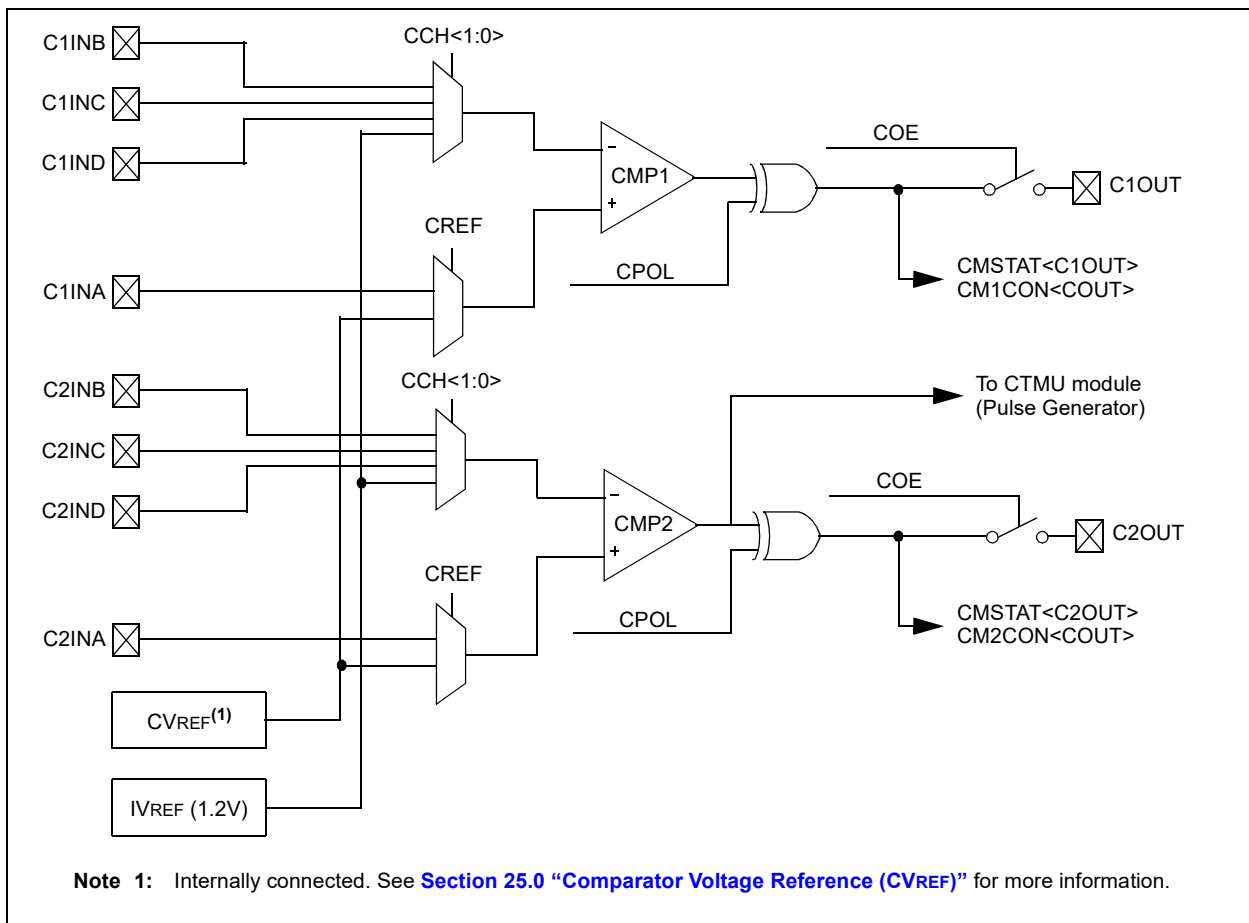 C1INB
CCH<1:0>
C1INC
C1IND
COE
–
CMP1
+
C1OUT
CREF
CPOL
C1INA
CMSTAT<C1OUT>
CM1CON<COUT>
C2INB
CCH<1:0>
To CTMU module
(Pulse Generator)
C2INC
C2IND
COE
–
CMP2
+
C2OUT
CREF
CPOL
C2INA
CMSTAT<C2OUT>
CM2CON<COUT>
CVREF(1)
IVREF (1.2V)
Note 1: Internally connected. See Section 25.0 “Comparator Voltage Reference (CVREF)” for more information.